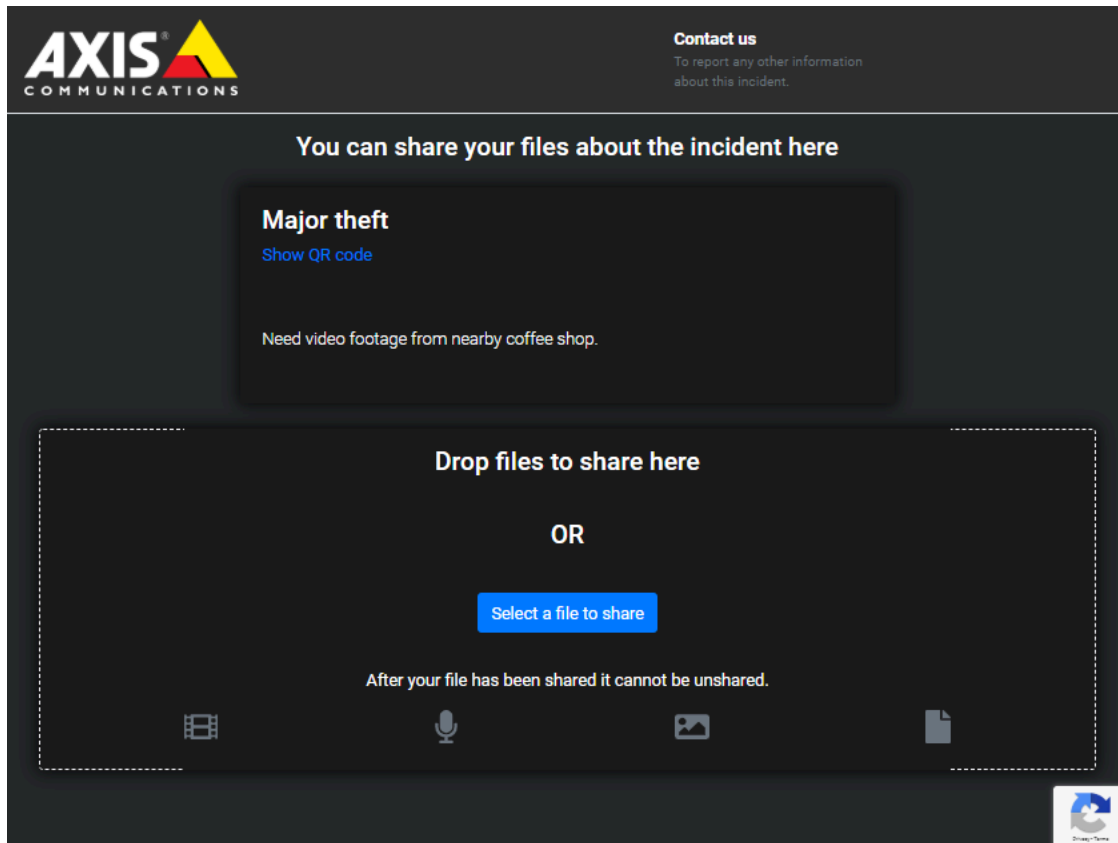 AXIS®
COMMUNICATIONS
Contact us
To report any other information
about this incident.
You can share your files about the incident here
Major theft
Show QR code
Need video footage from nearby coffee shop.
Drop files to share here
OR
Select a file to share
After your file has been shared it cannot be unshared.
Privacy • Terms